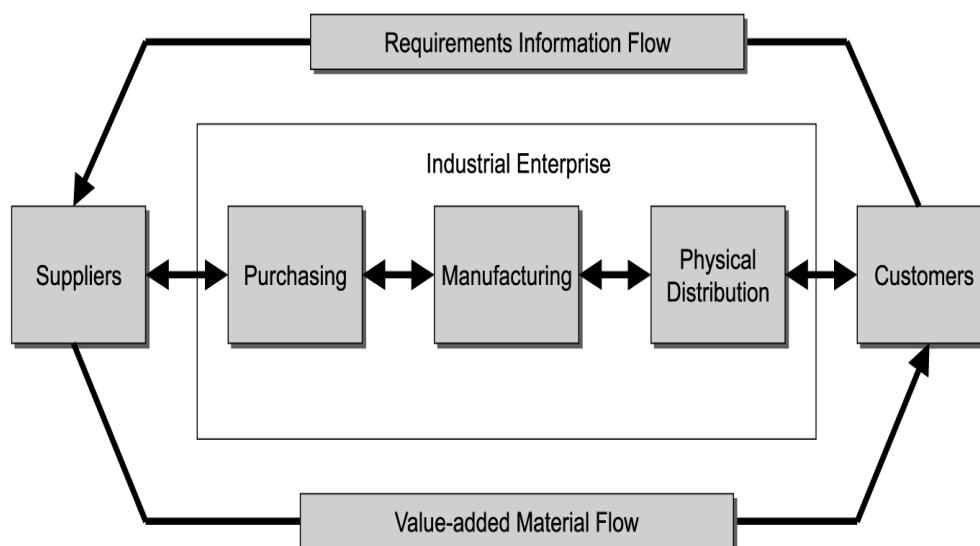 Requirements Information Flow
Industrial Enterprise
Suppliers
Purchasing
Manufacturing
Physical
Distribution
Customers
Value-added Material Flow